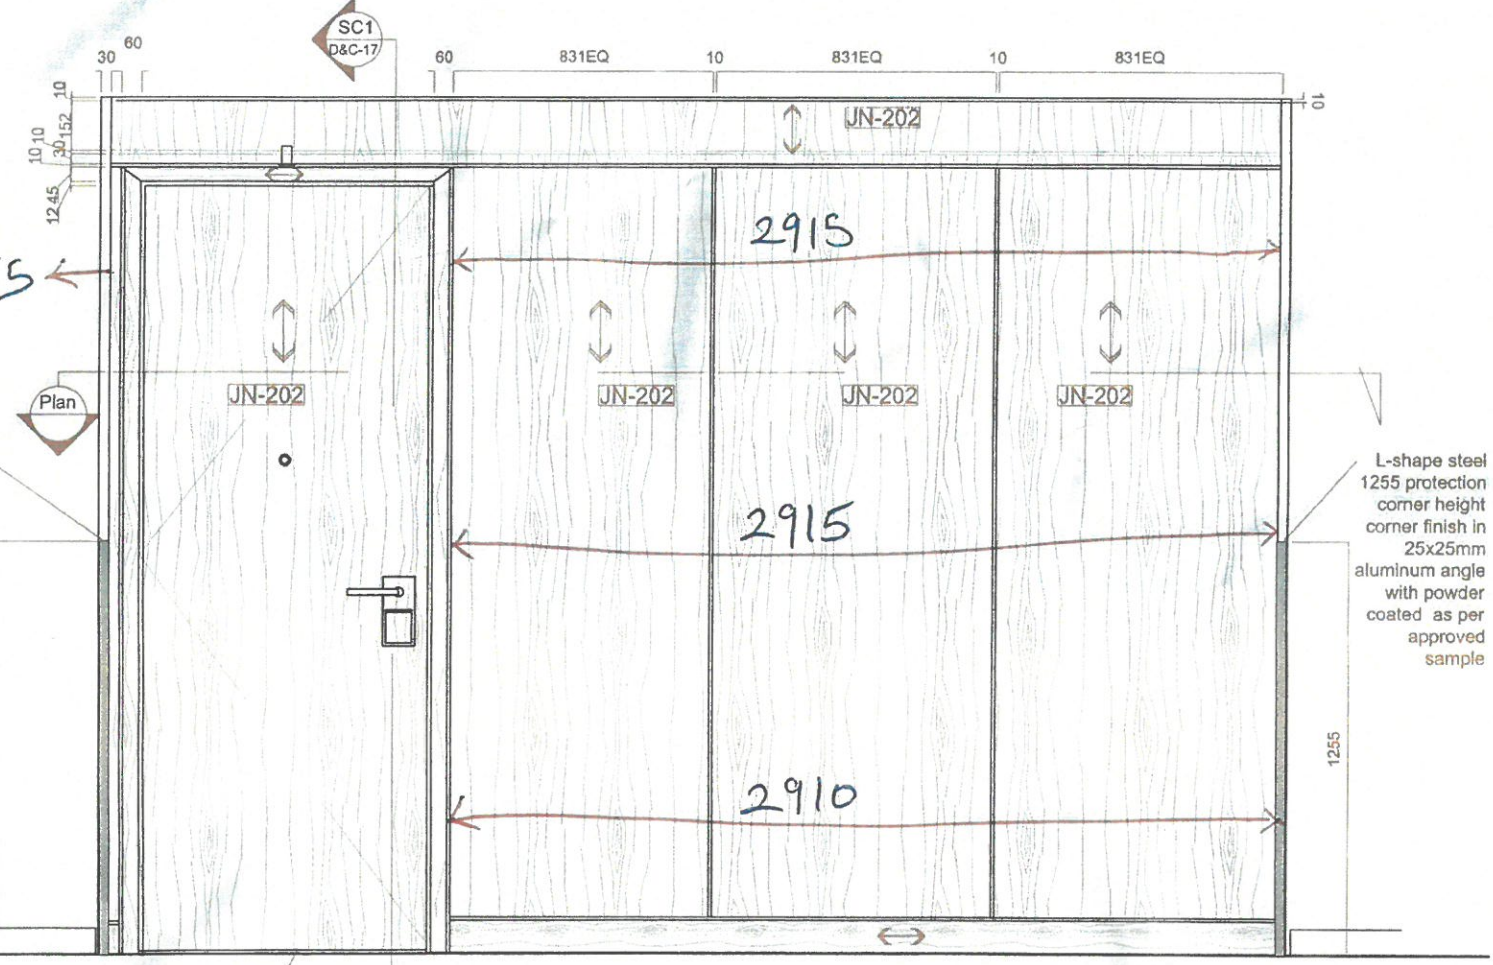 SC1
D&C-17
30
60
60
831EQ
10
831EQ
10
831EQ
10
152
10
30
10
45
12
10
JN-202
2915
5
Plan
JN-202
JN-202
JN-202
JN-202
L-shape steel
1255 protection
corner height
corner finish in
25x25mm
aluminum angle
with powder
coated as per
approved
sample
2915
1255
2910